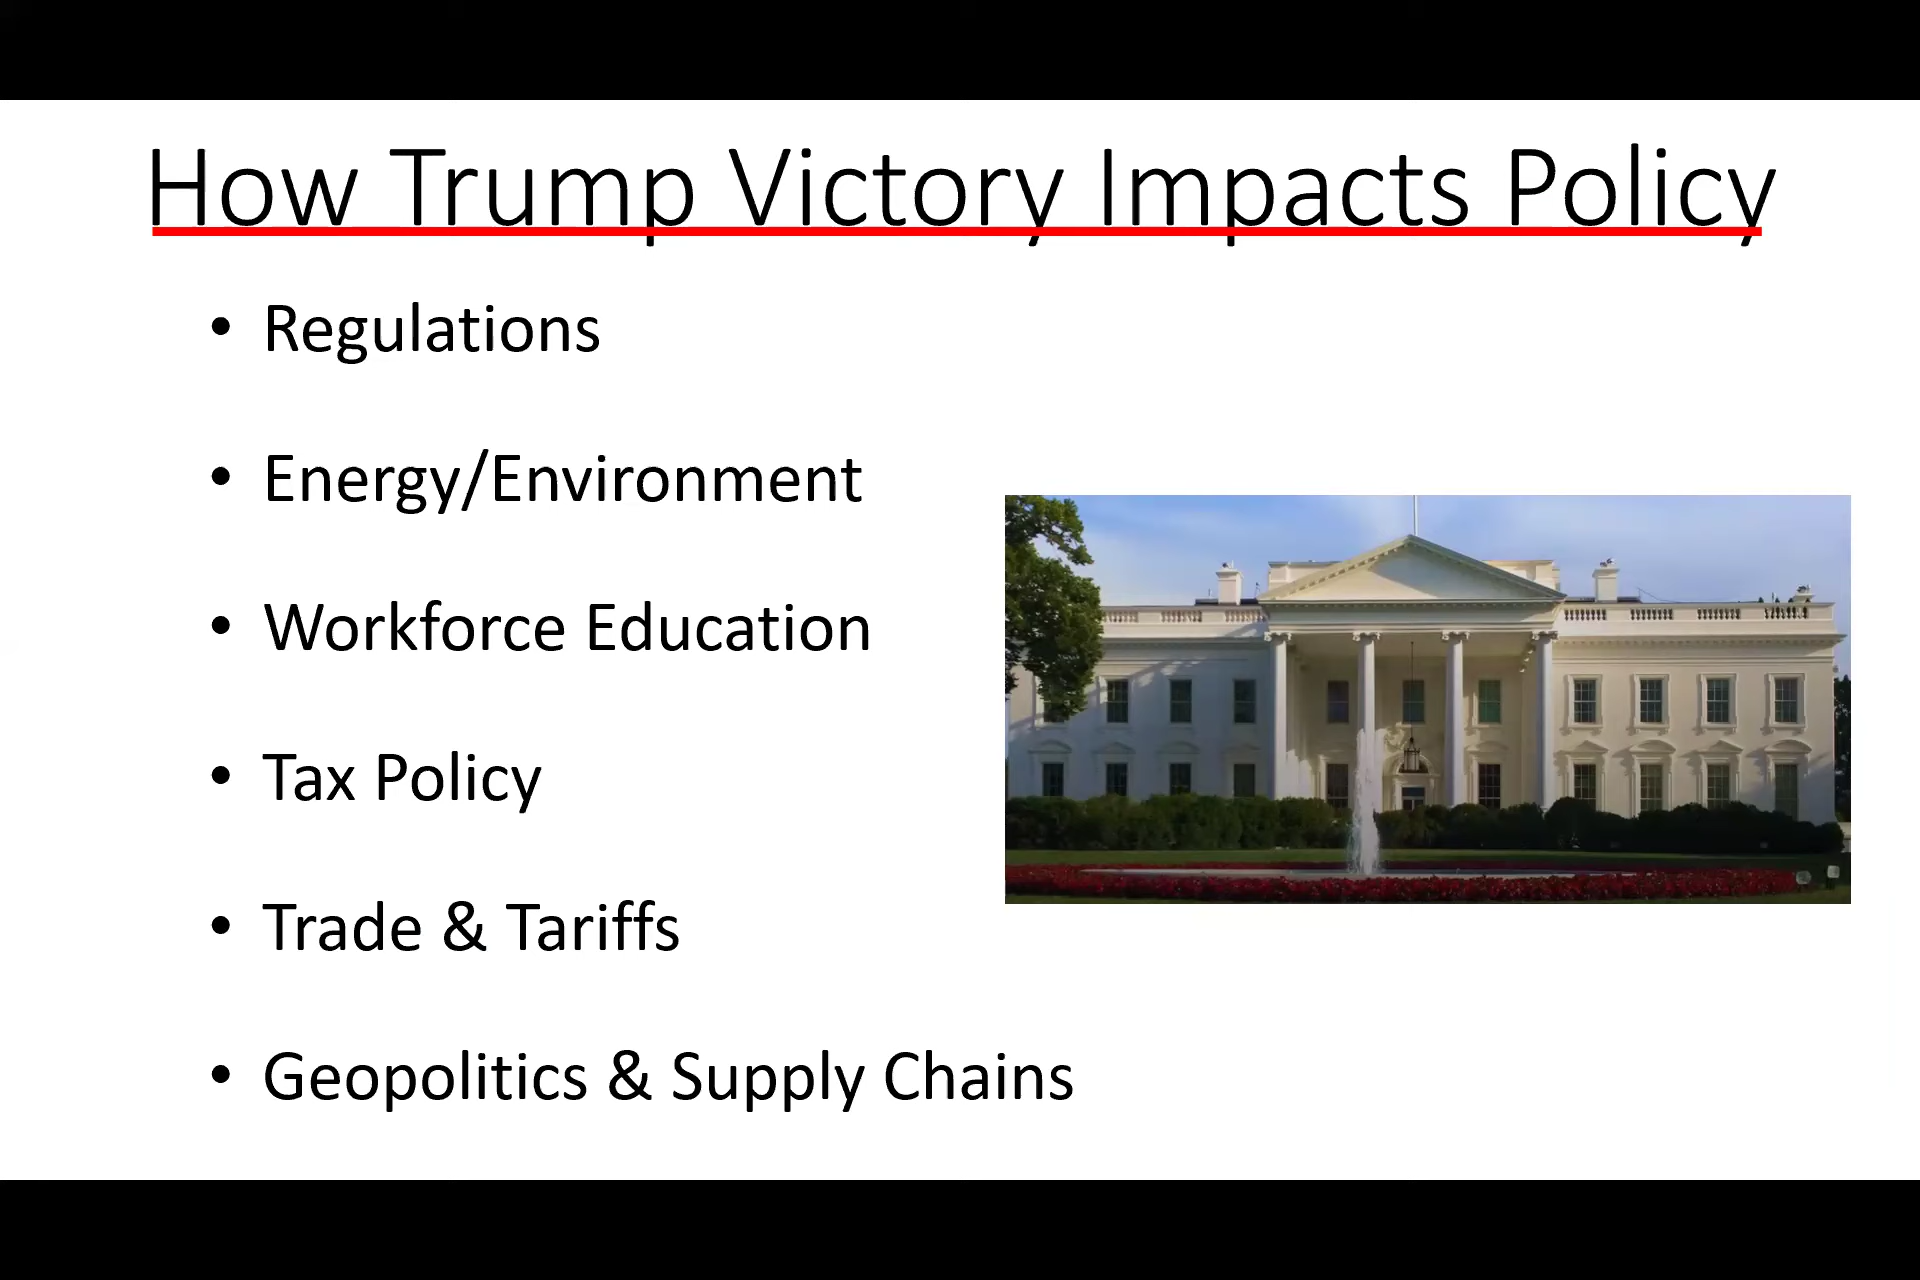 How Trump Victory Impacts Policy
• Regulations
• Energy/Environment
• Workforce Education
• Tax Policy
• Trade & Tariffs
• Geopolitics & Supply Chains